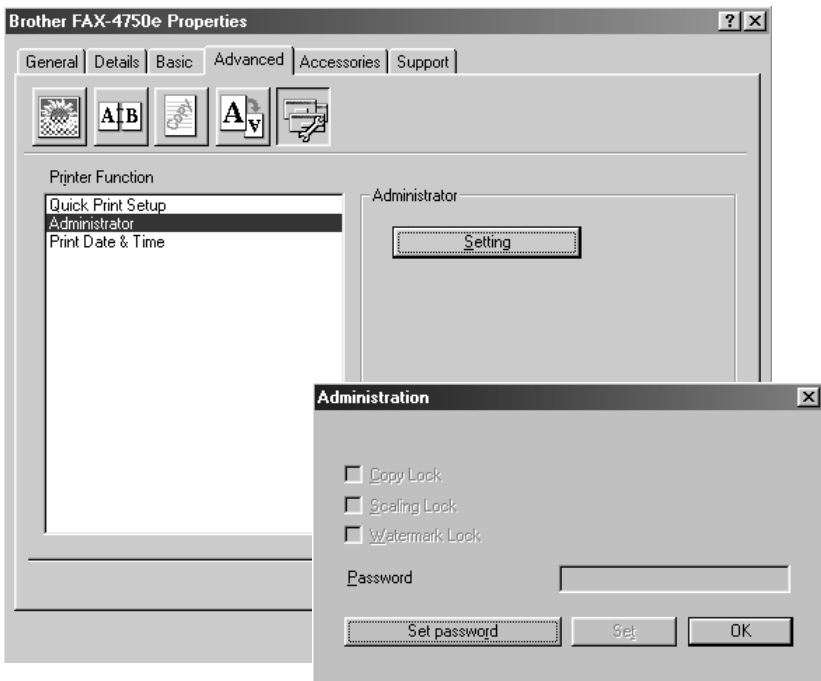 Brother FAX-4750e Properties
General Details Basic Advanced Accessories Support
A B
Copy
A A
Printer Function
Quick Print Setup
Administrator
Print Date & Time
Administrator
Setting
Administration
Copy Lock
Scaling Lock
Watermark Lock
Password
Set password Set OK